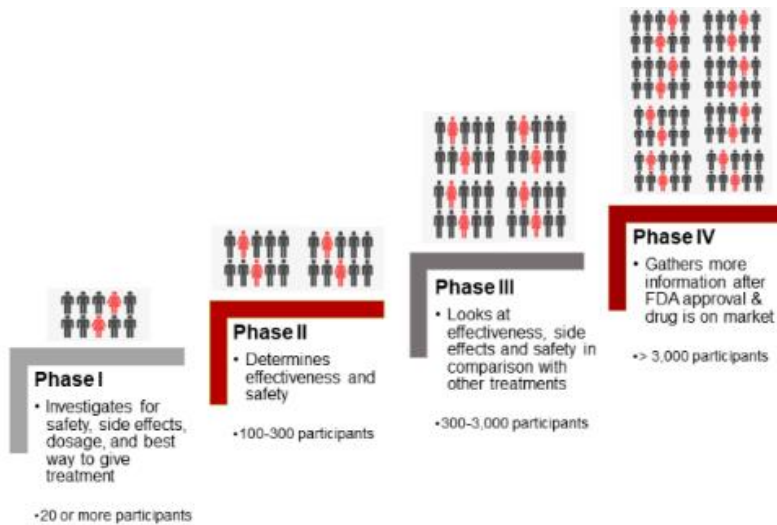 Phase I
• Investigates for
safety, side effects,
dosage, and best
way to give
treatment
•20 or more participants
Phase II
• Determines
effectiveness and
safety
•100-300 participants
Phase III
• Looks at
effectiveness, side
effects and safety in
comparison with
other treatments
•300-3,000 participants
Phase IV
• Gathers more
information after
FDA approval &
drug is on market
•> 3,000 participants